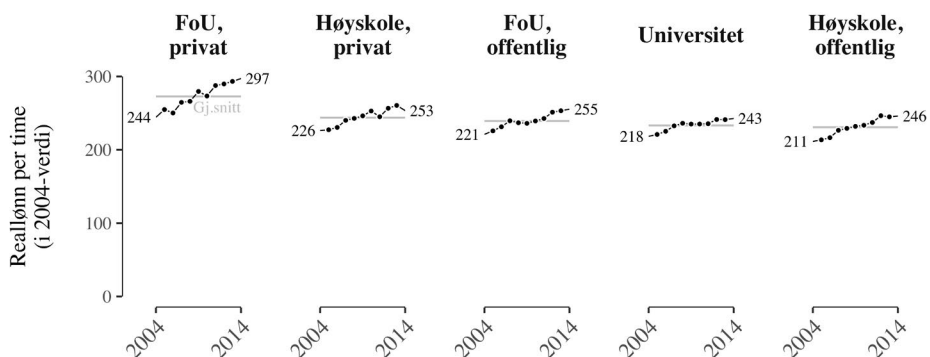 FoU,
privat
Høyskole,
privat
FoU,
offentlig
Universitet
Høyskole,
offentlig
Reallønn per time
(i 2004-verdi)
300
200
100
0
244
297
Gj.snitt
226
253
221
255
218
243
211
246
2004
2014
2004
2014
2004
2014
2004
2014
2004
2014